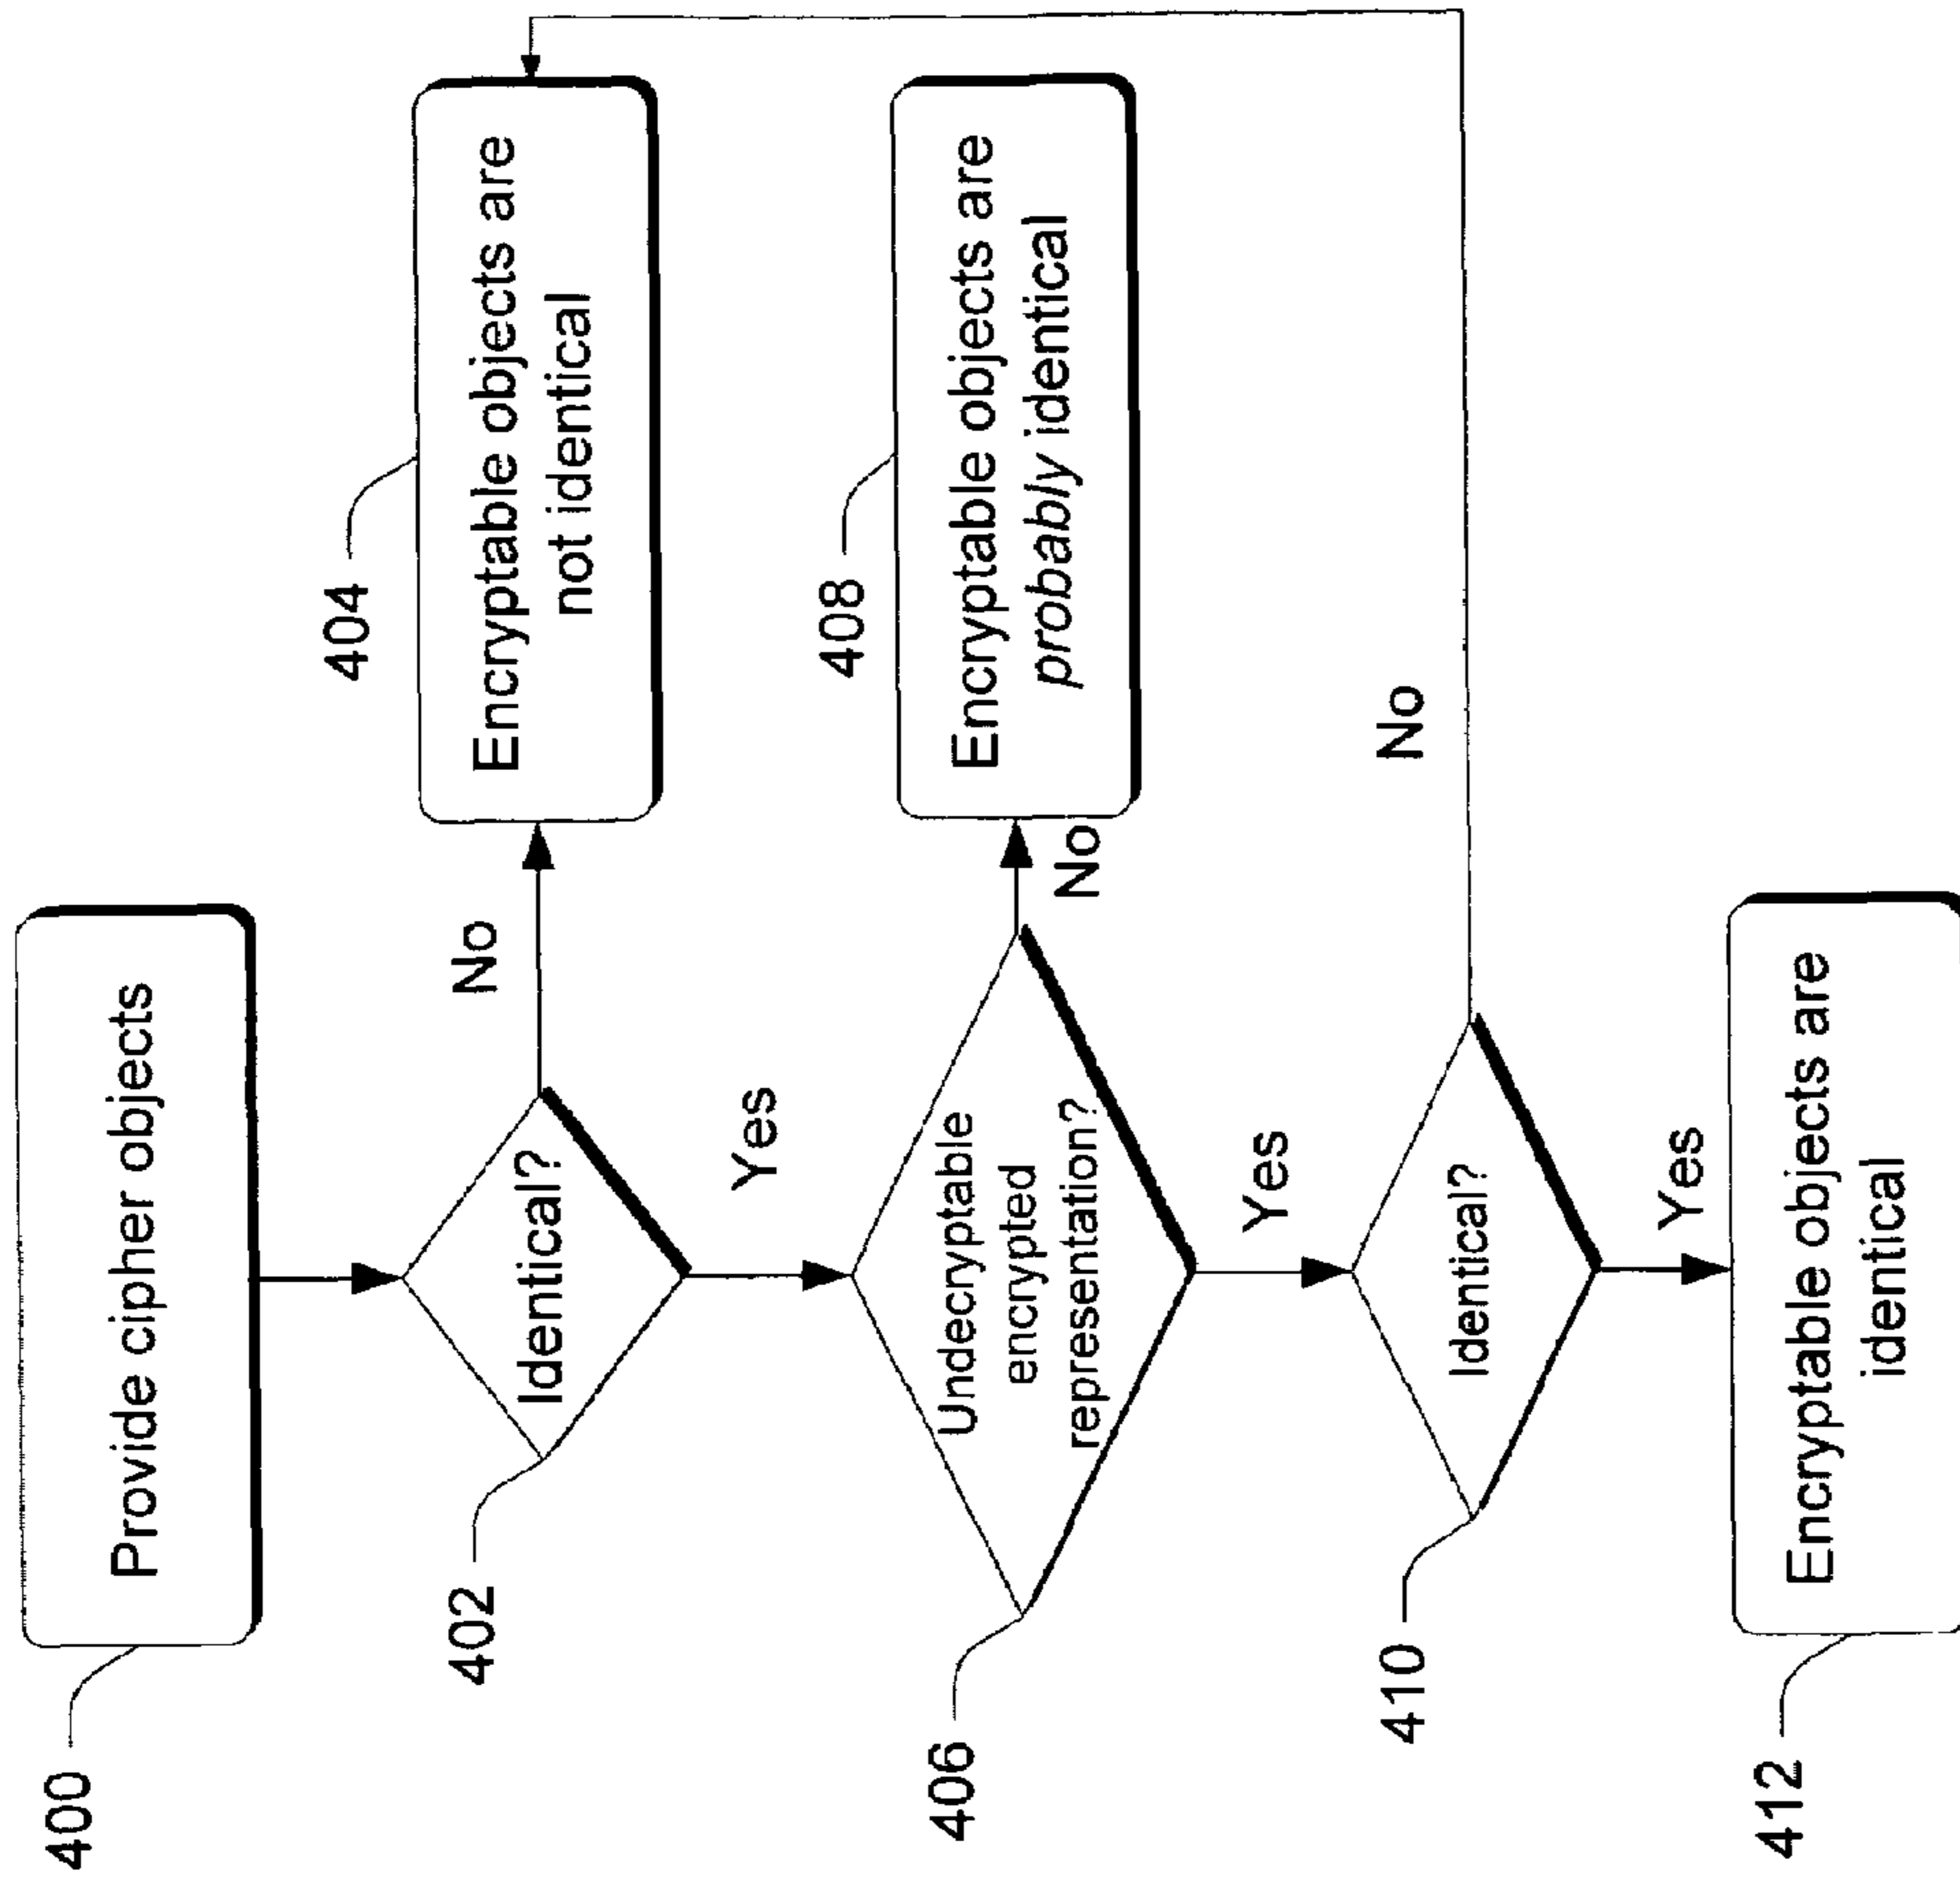 400
Provide cipher objects
402
Identical?
No
404
Encryptable objects are
not identical
Yes
406
Undecryptable
encrypted
representation?
No
408
Encryptable objects are
probably identical
Yes
410
Identical?
No
Yes
412
Encryptable objects are
identical